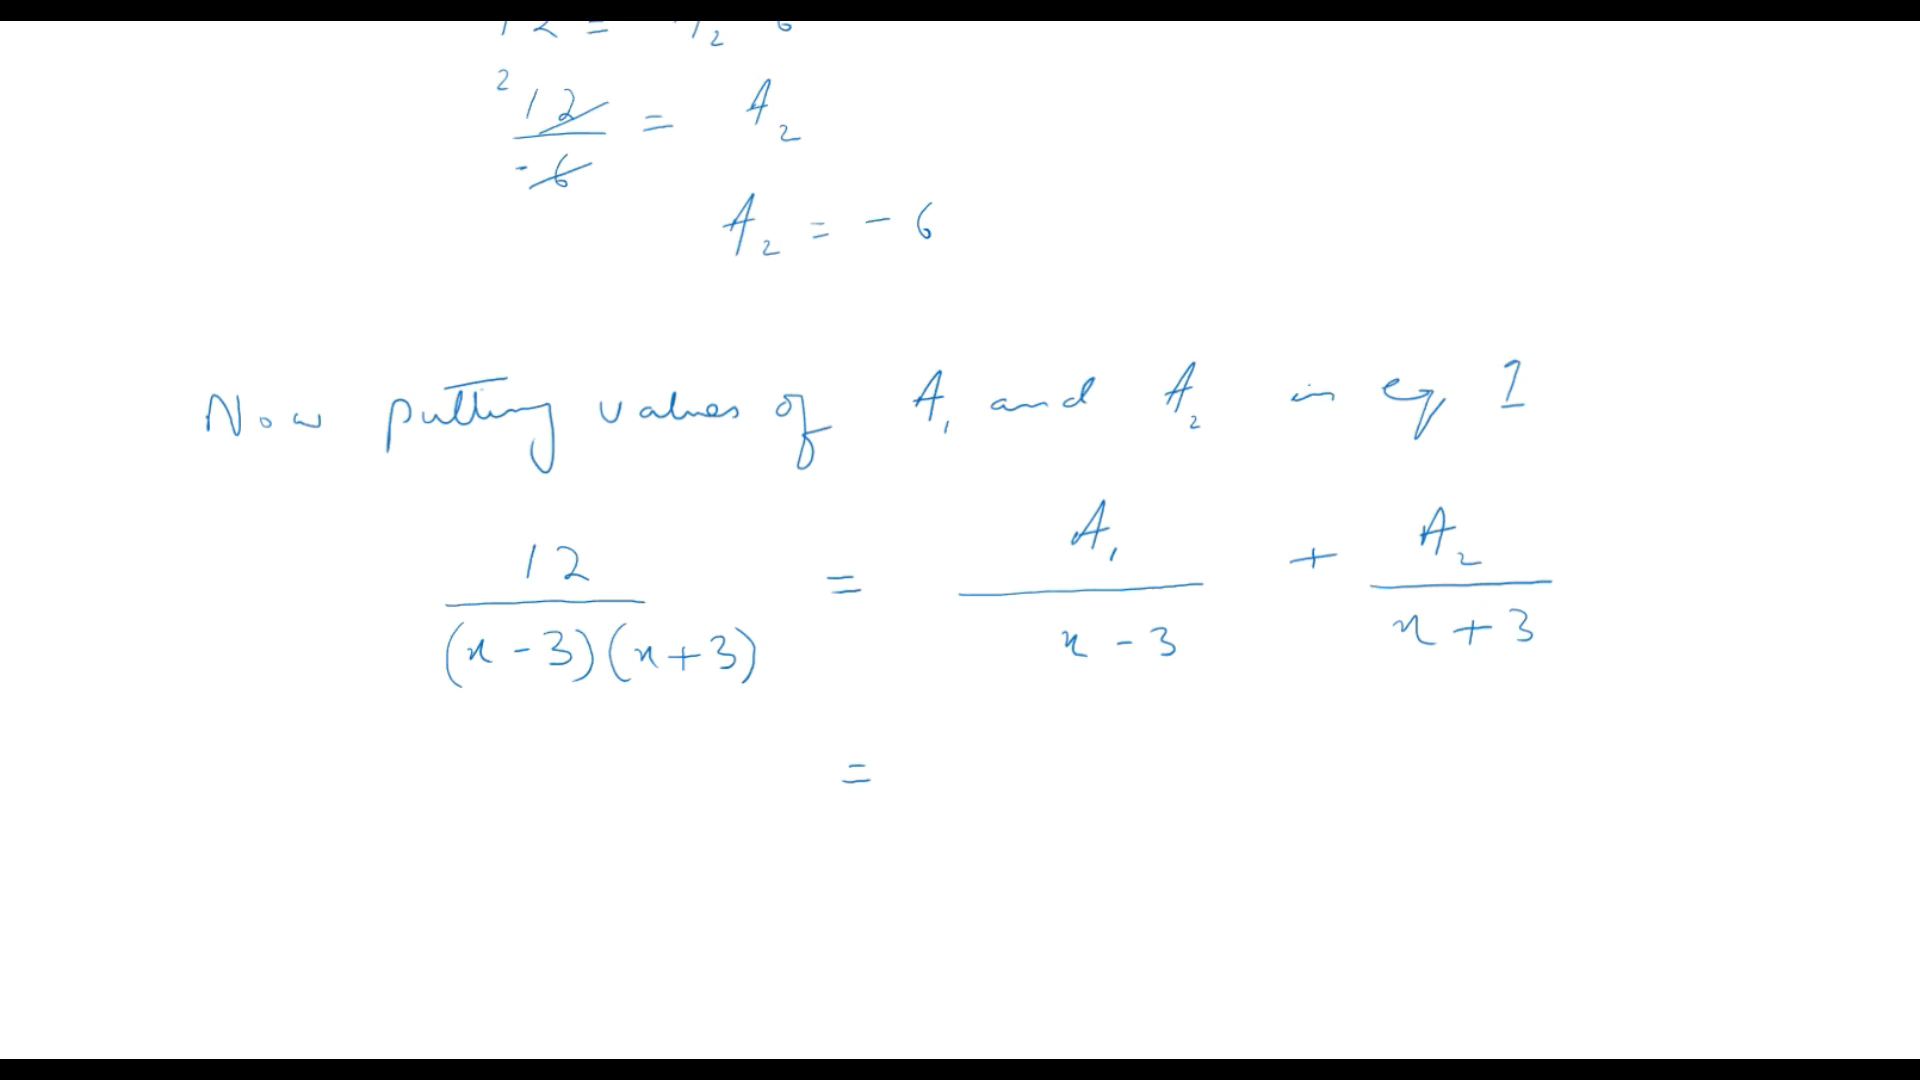 2 12/-6 = A₂
A₂ = - 6
Now putting values of A₁ and A₂ in eq 1
12/(x-3)(x+3) = A₁/x-3 + A₂/x+3
=